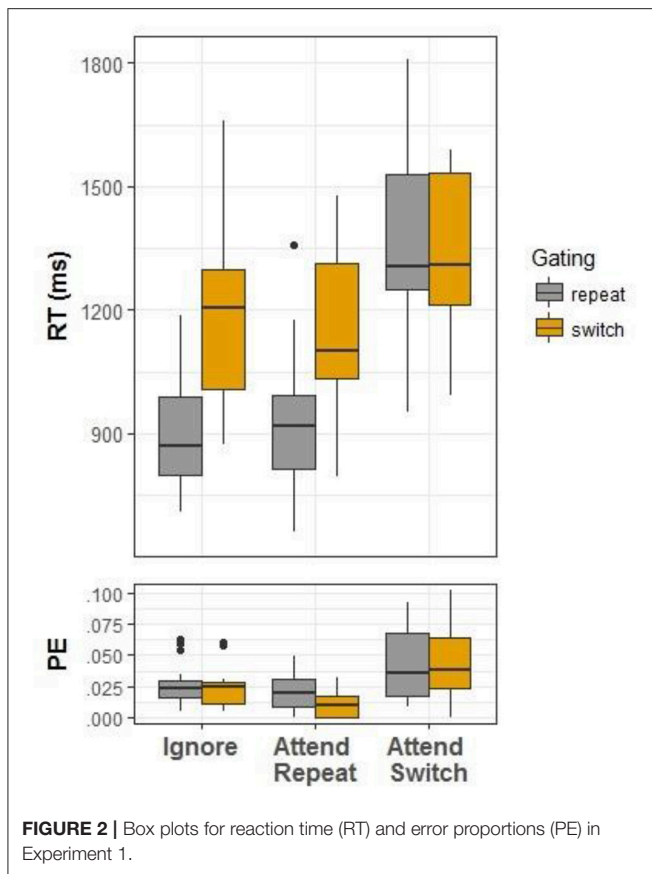 1800
1500
1200
900
RT (ms)
Gating
repeat
switch
.100
.075
.050
.025
.000
PE
Ignore
Attend
Repeat
Attend
Switch
FIGURE 2 | Box plots for reaction time (RT) and error proportions (PE) in
Experiment 1.